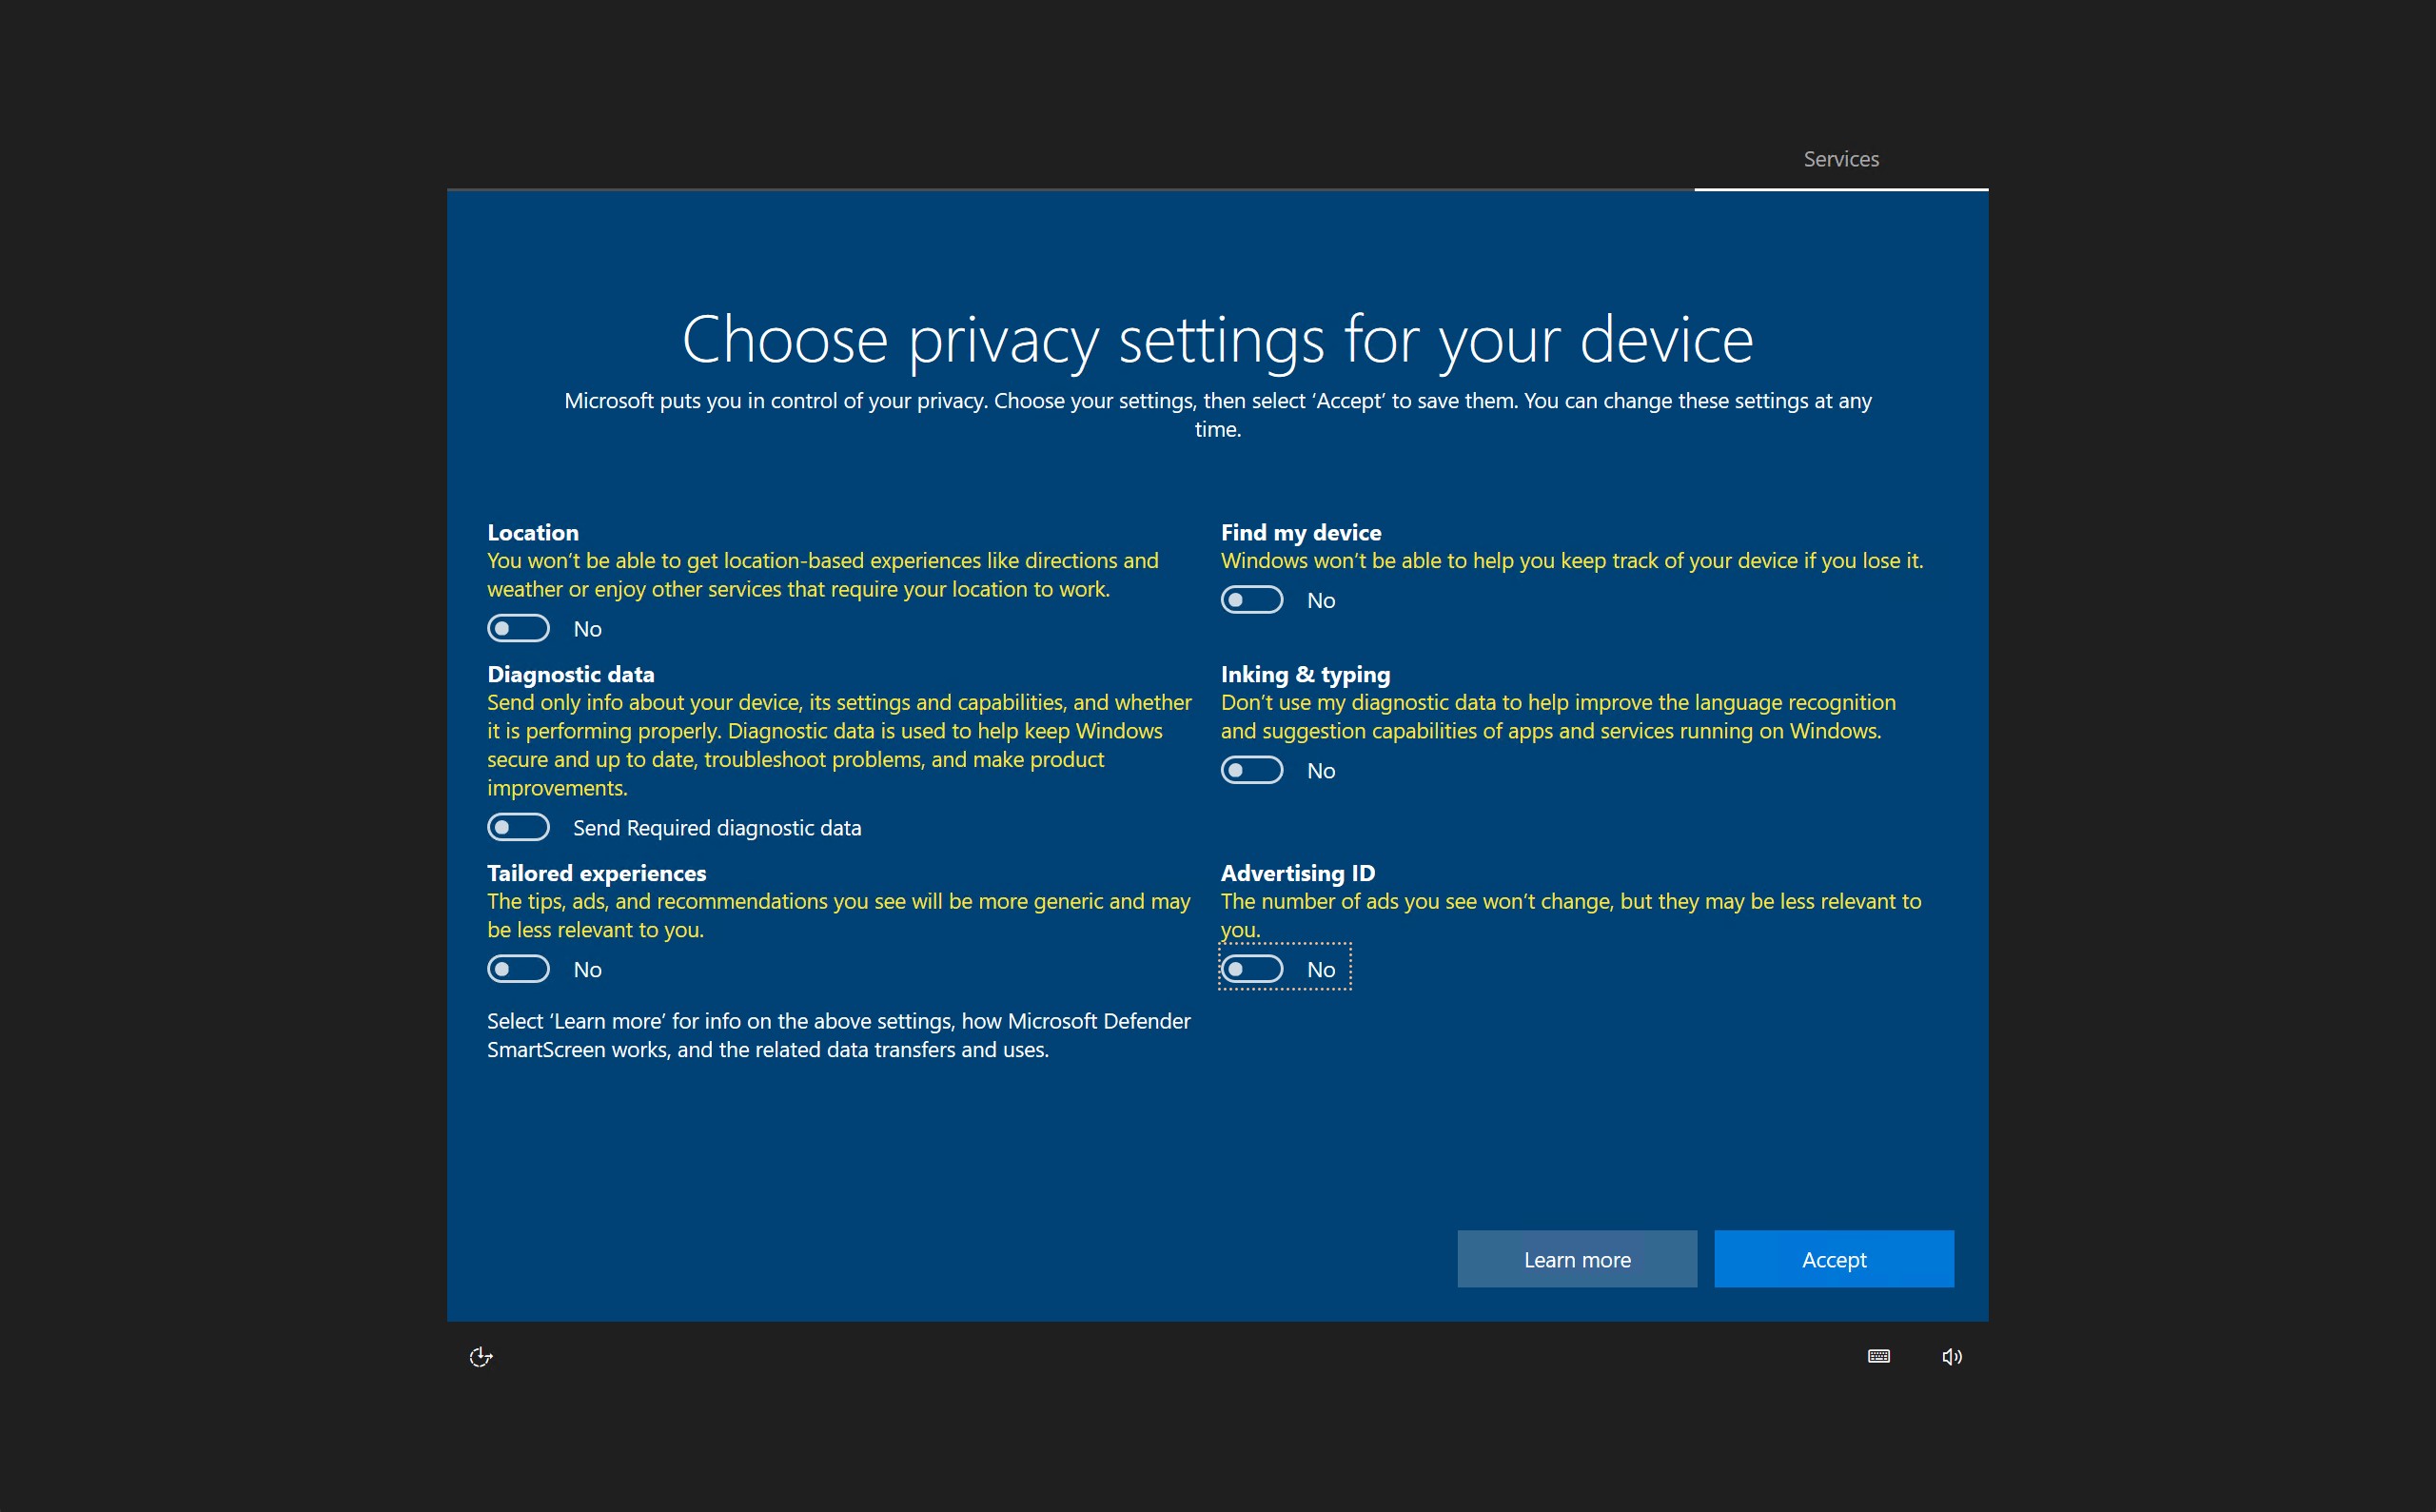 Services
Choose privacy settings for your device
Microsoft puts you in control of your privacy. Choose your settings, then select ‘Accept’ to save them. You can change these settings at any
time.
Location
You won’t be able to get location-based experiences like directions and
weather or enjoy other services that require your location to work.
No
Find my device
Windows won’t be able to help you keep track of your device if you lose it.
No
Diagnostic data
Send only info about your device, its settings and capabilities, and whether
it is performing properly. Diagnostic data is used to help keep Windows
secure and up to date, troubleshoot problems, and make product
improvements.
Send Required diagnostic data
Inking & typing
Don’t use my diagnostic data to help improve the language recognition
and suggestion capabilities of apps and services running on Windows.
No
Tailored experiences
The tips, ads, and recommendations you see will be more generic and may
be less relevant to you.
No
Advertising ID
The number of ads you see won’t change, but they may be less relevant to
you.
No
Select ‘Learn more’ for info on the above settings, how Microsoft Defender
SmartScreen works, and the related data transfers and uses.
Learn more
Accept